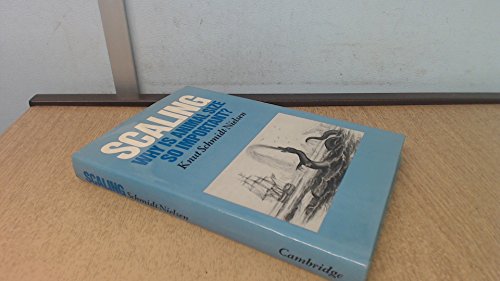 SCALING
WHY IS ANIMAL SIZE
SO IMPORTANT?
Knut Schmidt-Nielsen
SCALING Schmidt-Nielsen
Cambridge